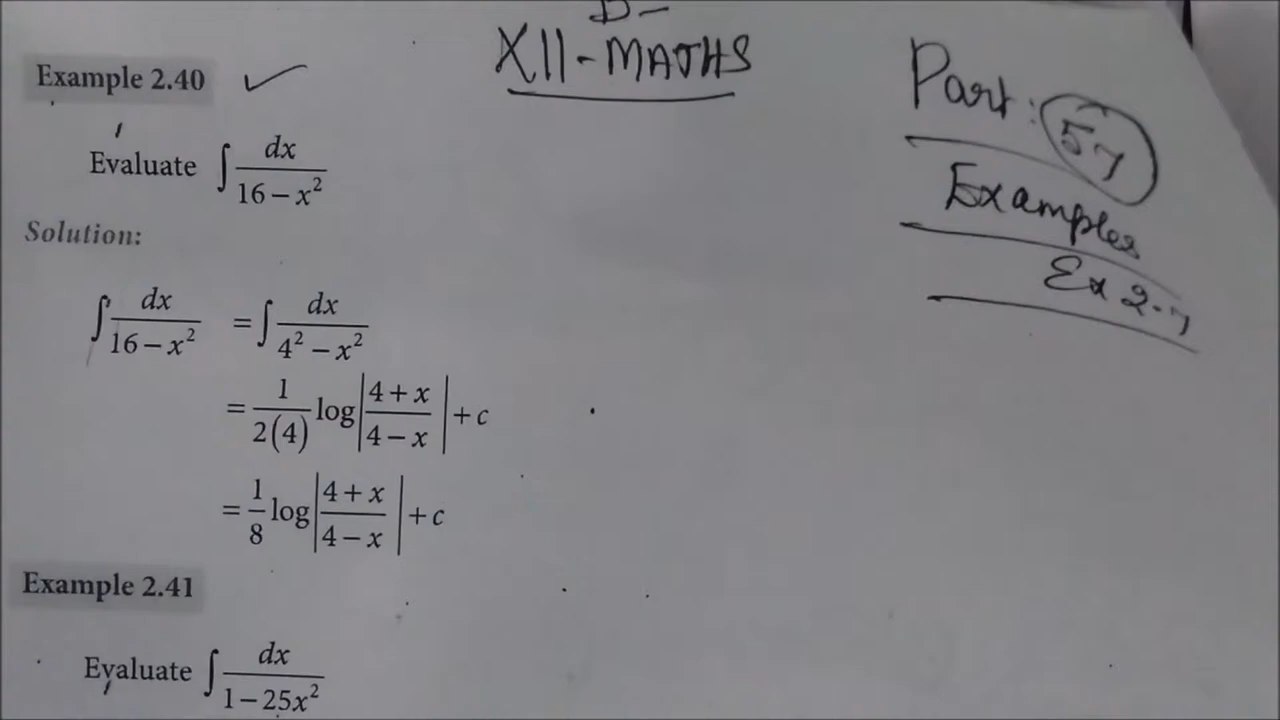 B-
XII-MATHS
Part: 57
Examples
Ex 2.7
Example 2.40
Evaluate ∫ dx/(16 − x²)
Solution:
∫ dx/(16 − x²) = ∫ dx/(4² − x²)
= 1/(2(4)) log |(4 + x)/(4 − x)| + c
= 1/8 log |(4 + x)/(4 − x)| + c
Example 2.41
Evaluate ∫ dx/(1 − 25x²)